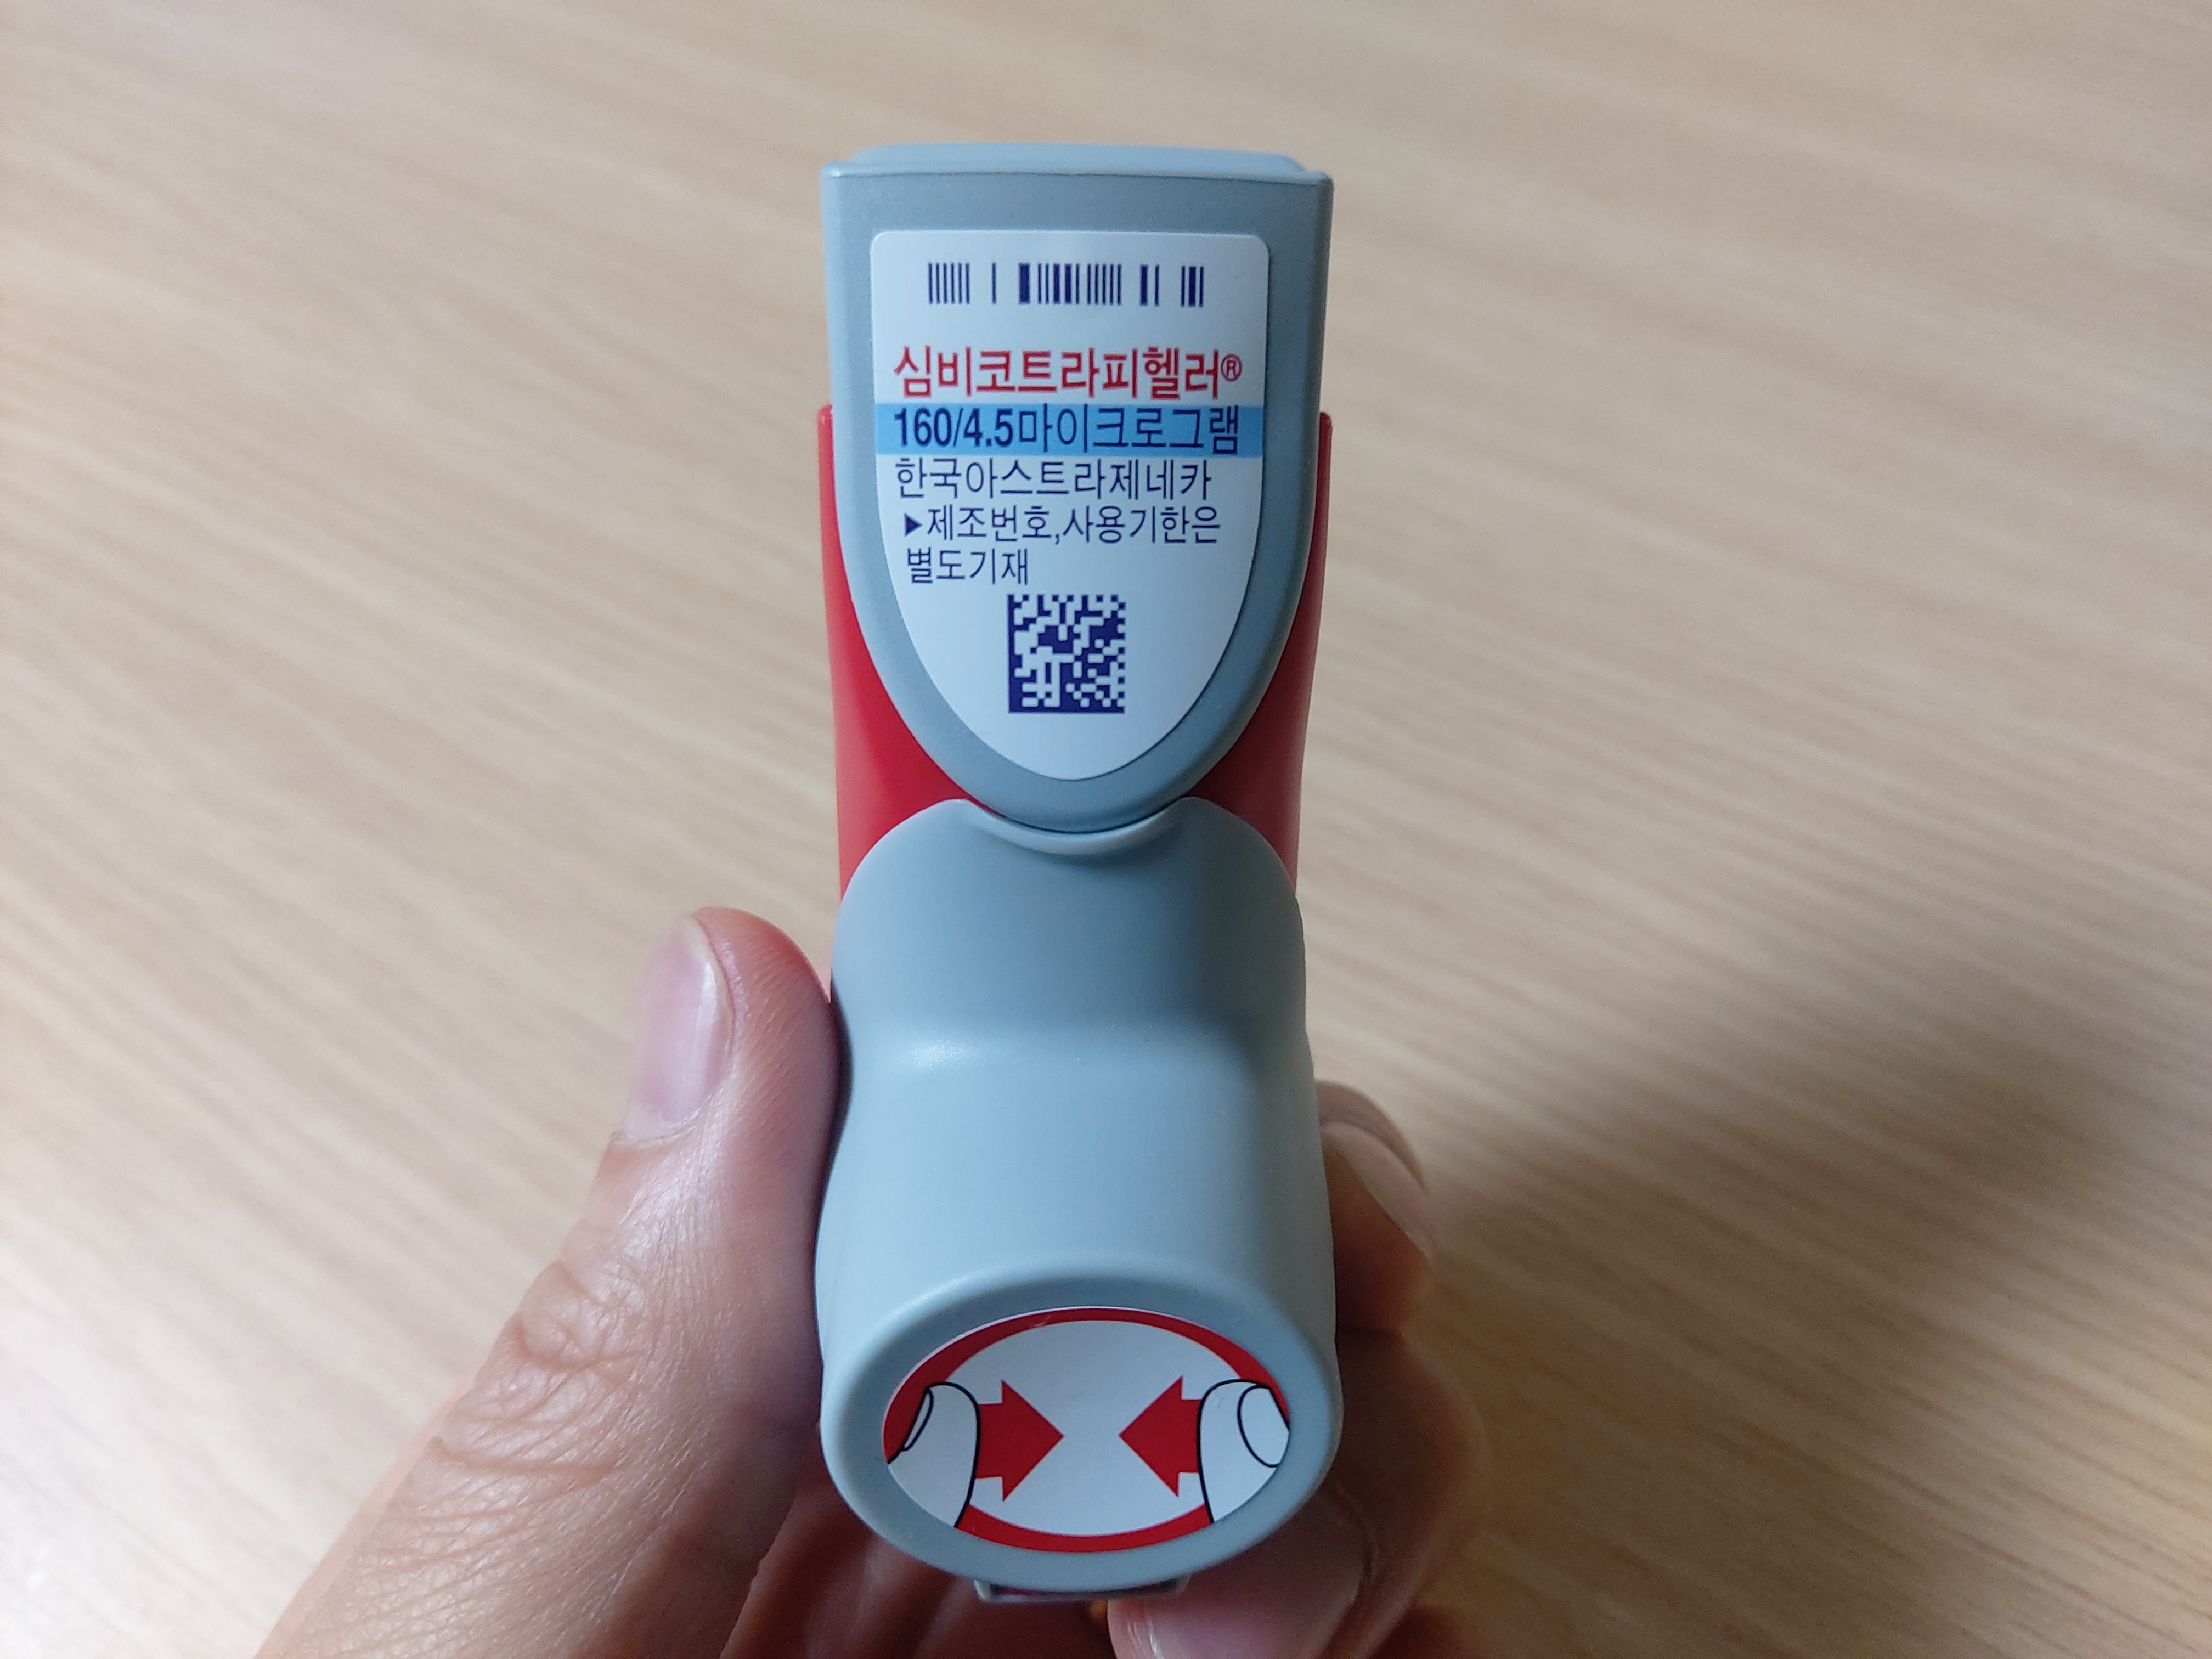 심비코트라피헬러®
160/4.5마이크로그램
한국아스트라제네카
▶제조번호,사용기한은
별도기재